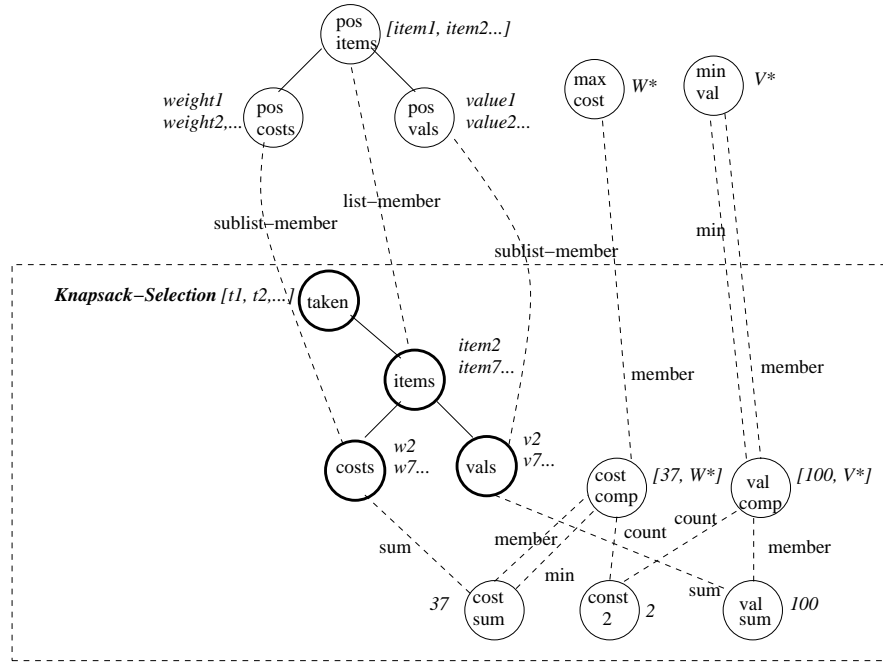 pos
items
[item1, item2...]
max
cost
W*
min
val
V*
weight1
weight2,...
pos
costs
pos
vals
value1
value2...
list−member
sublist−member
min
sublist−member
Knapsack−Selection [t1, t2,...]
taken
item2
item7...
items
member
member
costs
w2
w7...
vals
v2
v7...
cost
comp
[37, W*]
val
comp
[100, V*]
count
count
member
sum
member
min
sum
37
cost
sum
const
2
2
val
sum
100